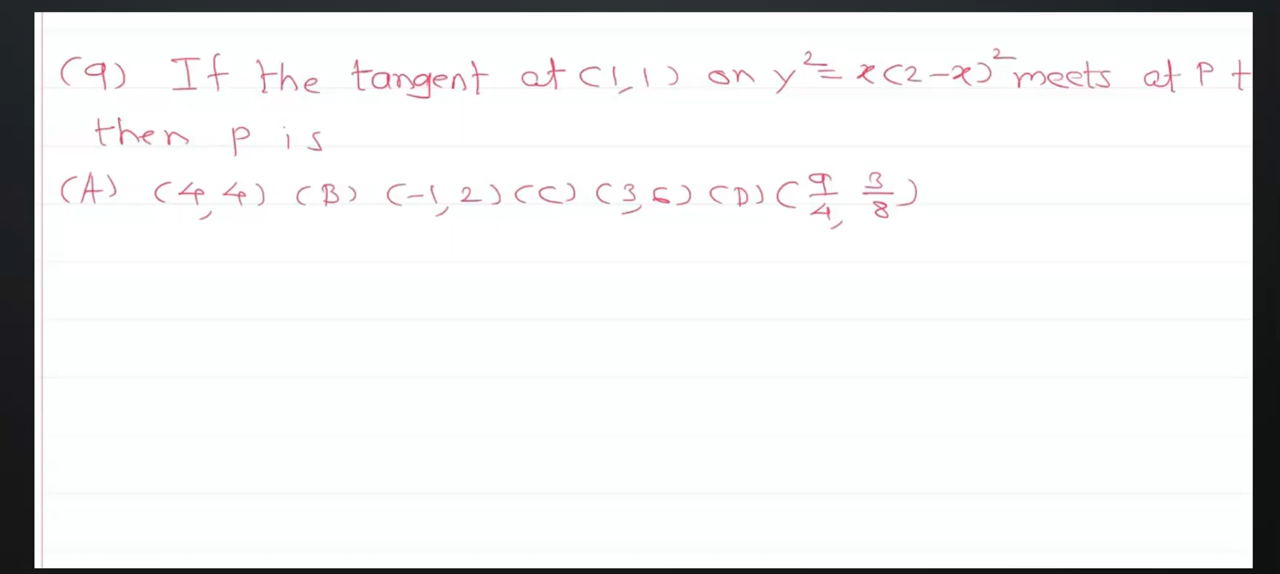 (9) If the tangent at (1,1) on y²=x(2-x)² meets at P +
then p is
(A) (4,4) (B) (-1,2) (C) (3,6) (D) (9/4, 3/8)